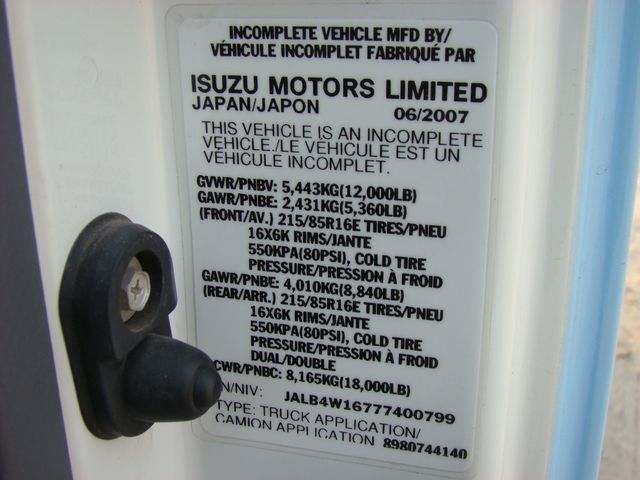 INCOMPLETE VEHICLE MFD BY/
VÉHICULE INCOMPLET FABRIQUÉ PAR
ISUZU MOTORS LIMITED
JAPAN/JAPON 06/2007
THIS VEHICLE IS AN INCOMPLETE
VEHICLE./LE VÉHICULE EST UN
VÉHICULE INCOMPLET.
GVWR/PNBV: 5,443KG(12,000LB)
GAWR/PNBE: 2,431KG(5,360LB)
(FRONT/AV.) 215/85R16E TIRES/PNEU
16X6K RIMS/JANTE
550KPA(80PSI), COLD TIRE
PRESSURE/PRESSION À FROID
GAWR/PNBE: 4,010KG(8,840LB)
(REAR/ARR.) 215/85R16E TIRES/PNEU
16X6K RIMS/JANTE
550KPA(80PSI), COLD TIRE
PRESSURE/PRESSION À FROID
DUAL/DOUBLE
CWR/PNBC: 8,165KG(18,000LB)
N/NIV: JALB4W16777400799
TYPE: TRUCK APPLICATION/
CAMION APPLICATION 8980744140